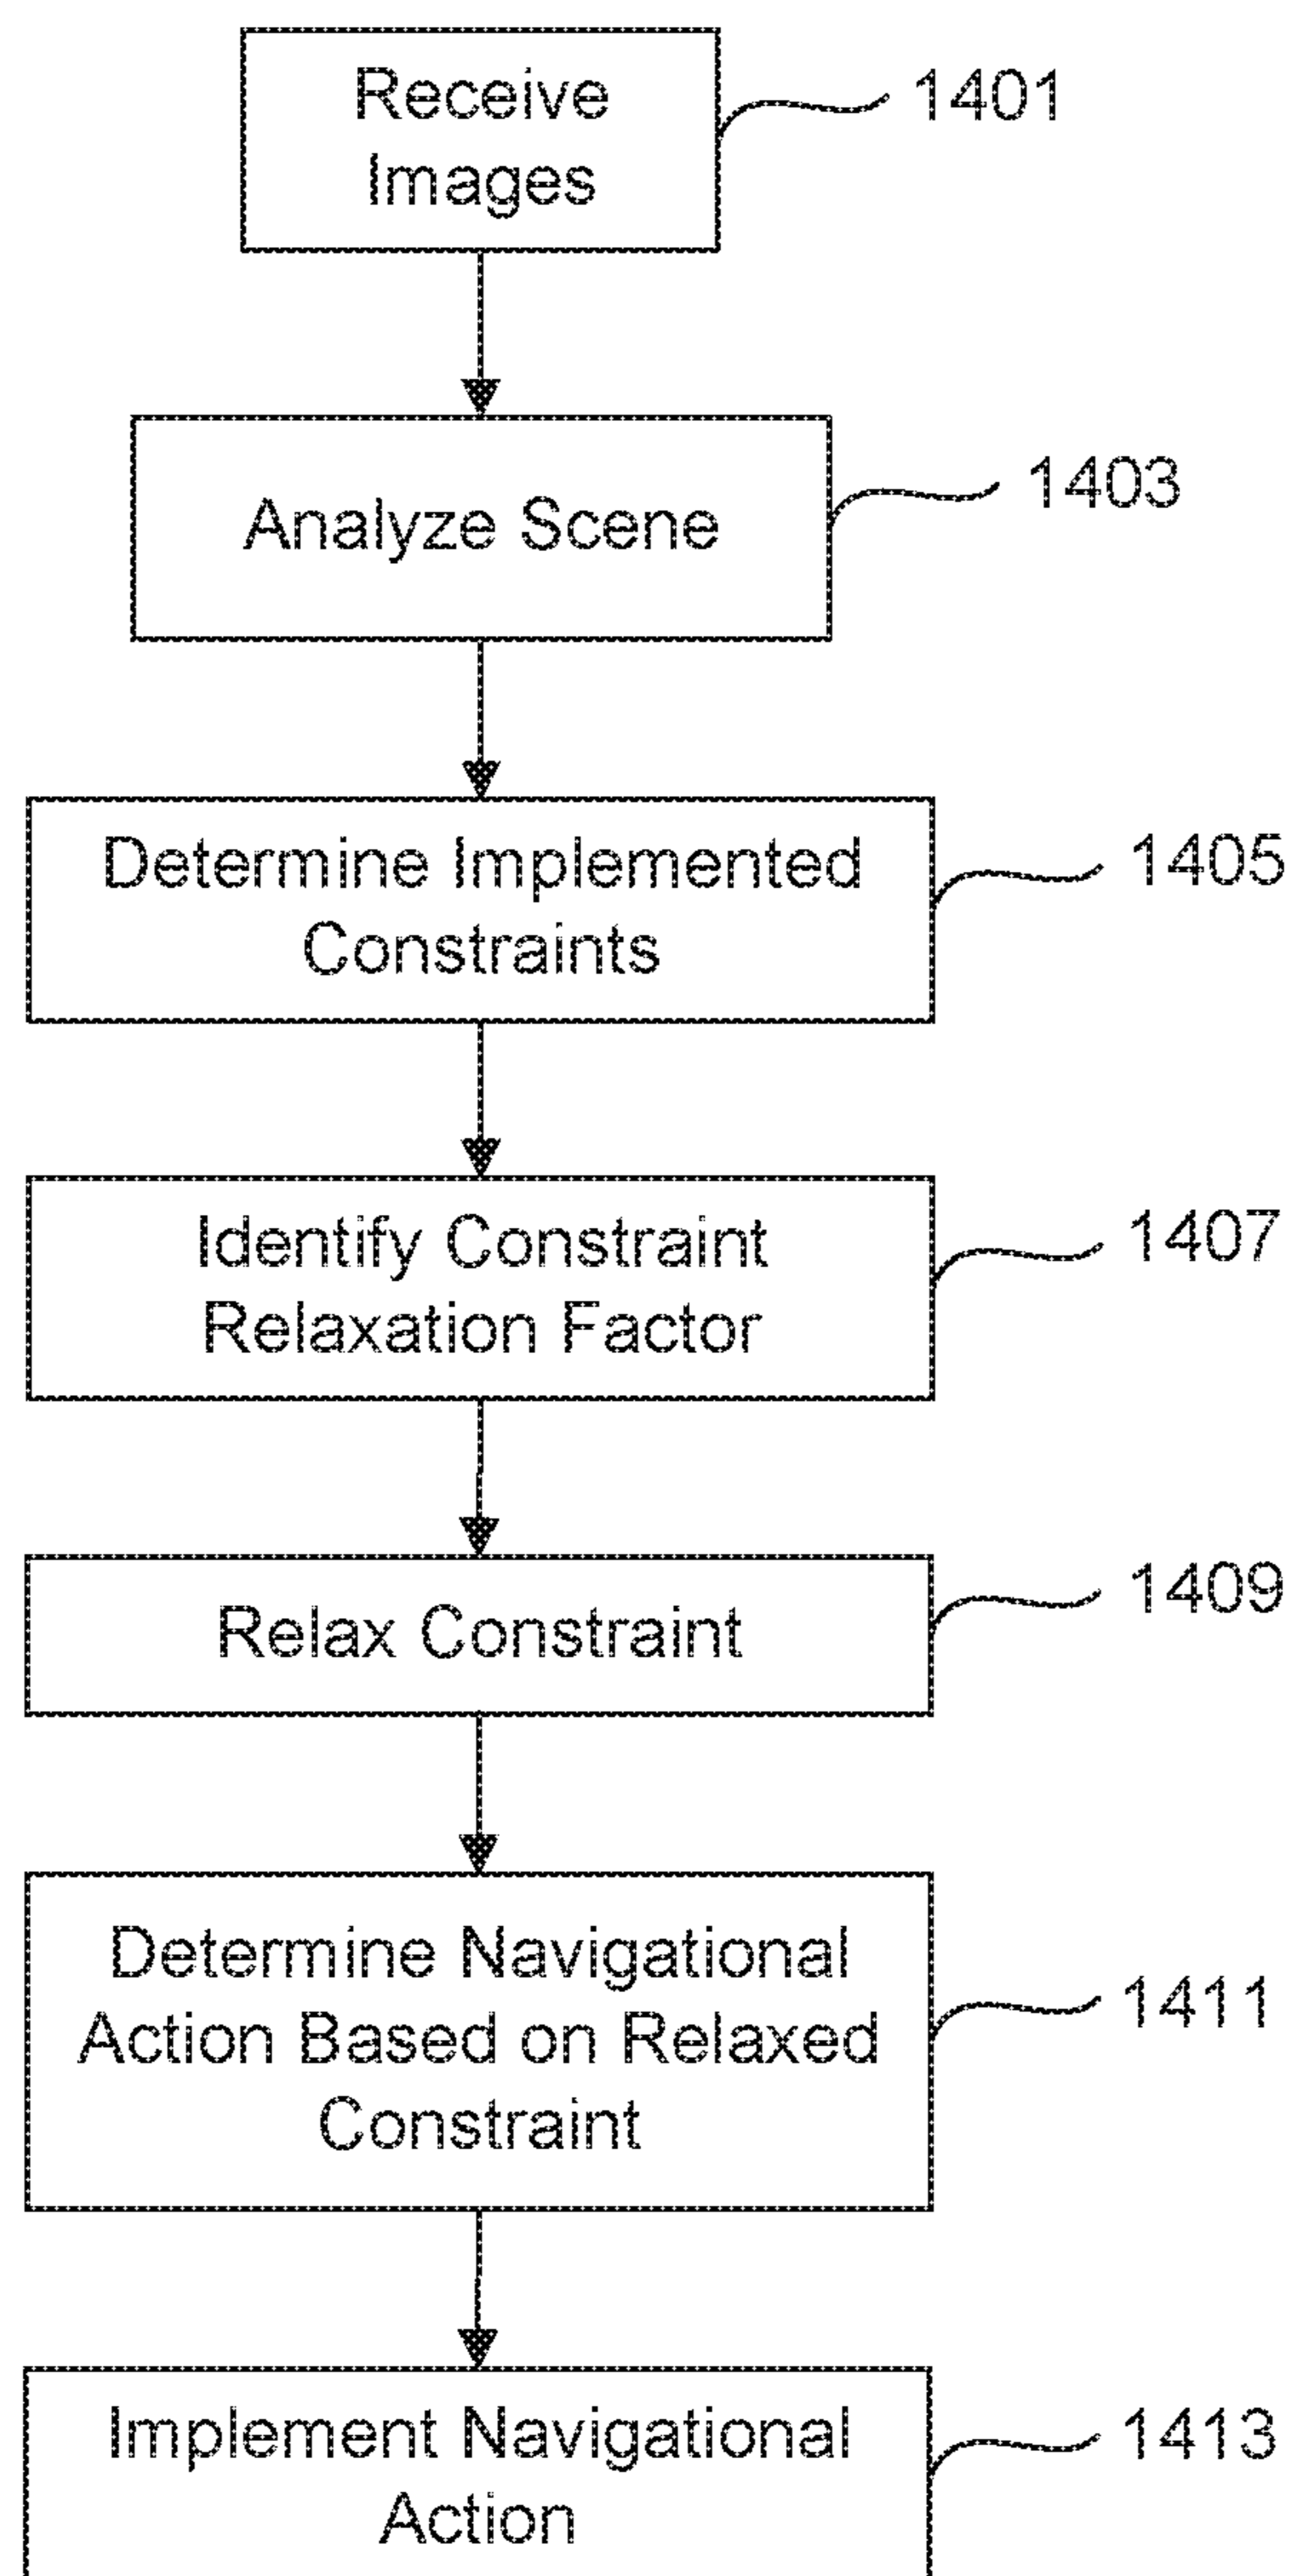 Receive
Images
1401
Analyze Scene
1403
Determine Implemented
Constraints
1405
Identify Constraint
Relaxation Factor
1407
Relax Constraint
1409
Determine Navigational
Action Based on Relaxed
Constraint
1411
Implement Navigational
Action
1413